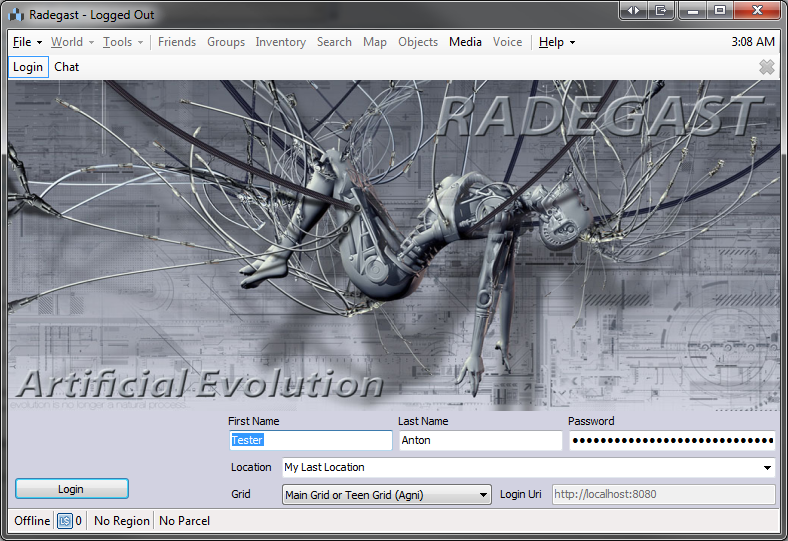 Radegast - Logged Out
File World Tools Friends Groups Inventory Search Map Objects Media Voice Help 3:08 AM
Login Chat
RADEGAST
Artificial Evolution
evolution is no longer a natural process...
First Name Last Name Password
Tester Anton
Location My Last Location
Login
Grid Main Grid or Teen Grid (Agni) Login Uri http://localhost:8080
Offline L$ 0 No Region No Parcel